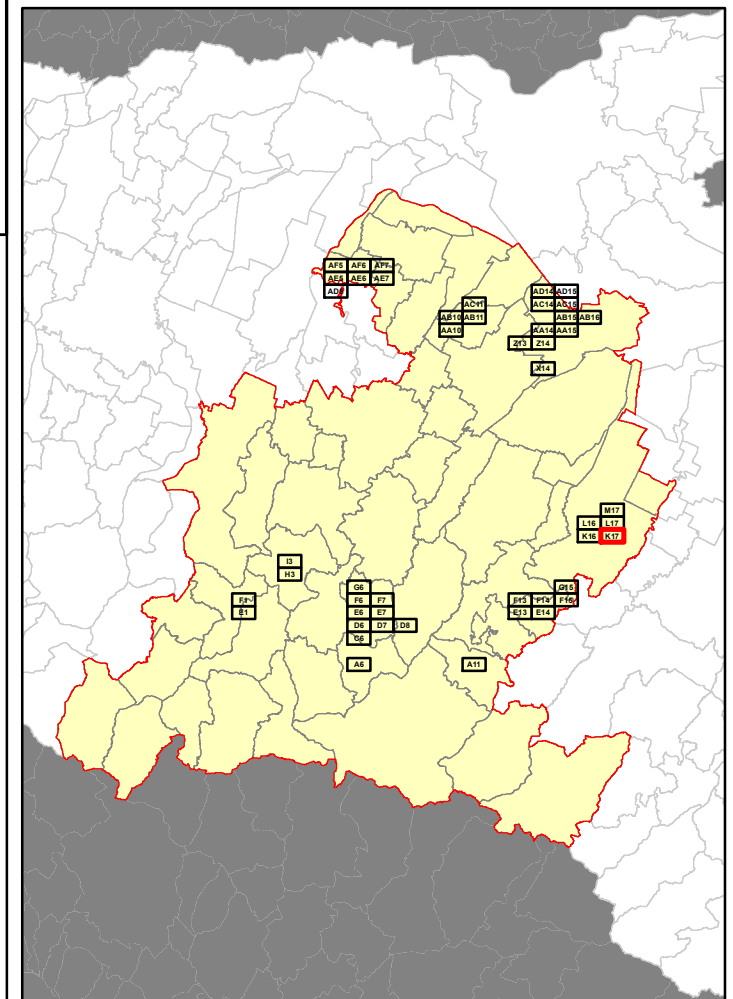 AF5 AF6 AF7
AE5 AE6 AE7
AD5
AD14 AD15
AC11 AC14 AC15
AB10 AB11 AB15 AB16
AA10 AA14 AA15
Z13 Z14
X14
M17
L16 L17
K16 K17
I3
H3
G6 G15
F1 F6 F7 F13 F14 F15
E1 E6 E7 E13 E14
D6 D7 D8
C6
A6 A11